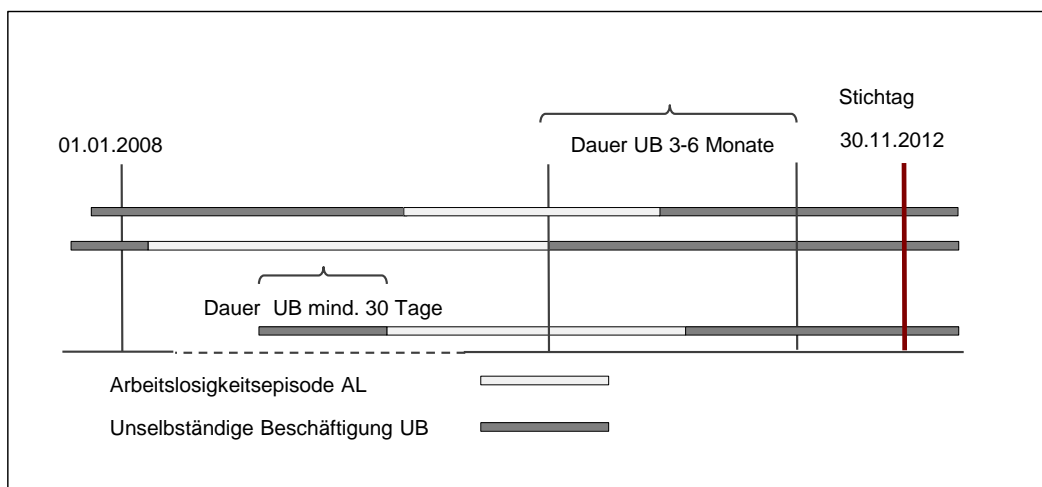 Stichtag
01.01.2008
Dauer UB 3-6 Monate
30.11.2012
Dauer UB mind. 30 Tage
Arbeitslosigkeitsepisode AL
Unselbständige Beschäftigung UB